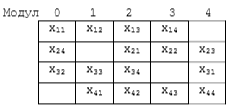 Модул 0 1 2 3 4
x₁₁ x₁₂ x₁₃ x₁₄
x₂₄ x₂₁ x₂₂ x₂₃
x₃₂ x₃₃ x₃₄ x₃₁
x₄₁ x₄₂ x₄₃ x₄₄